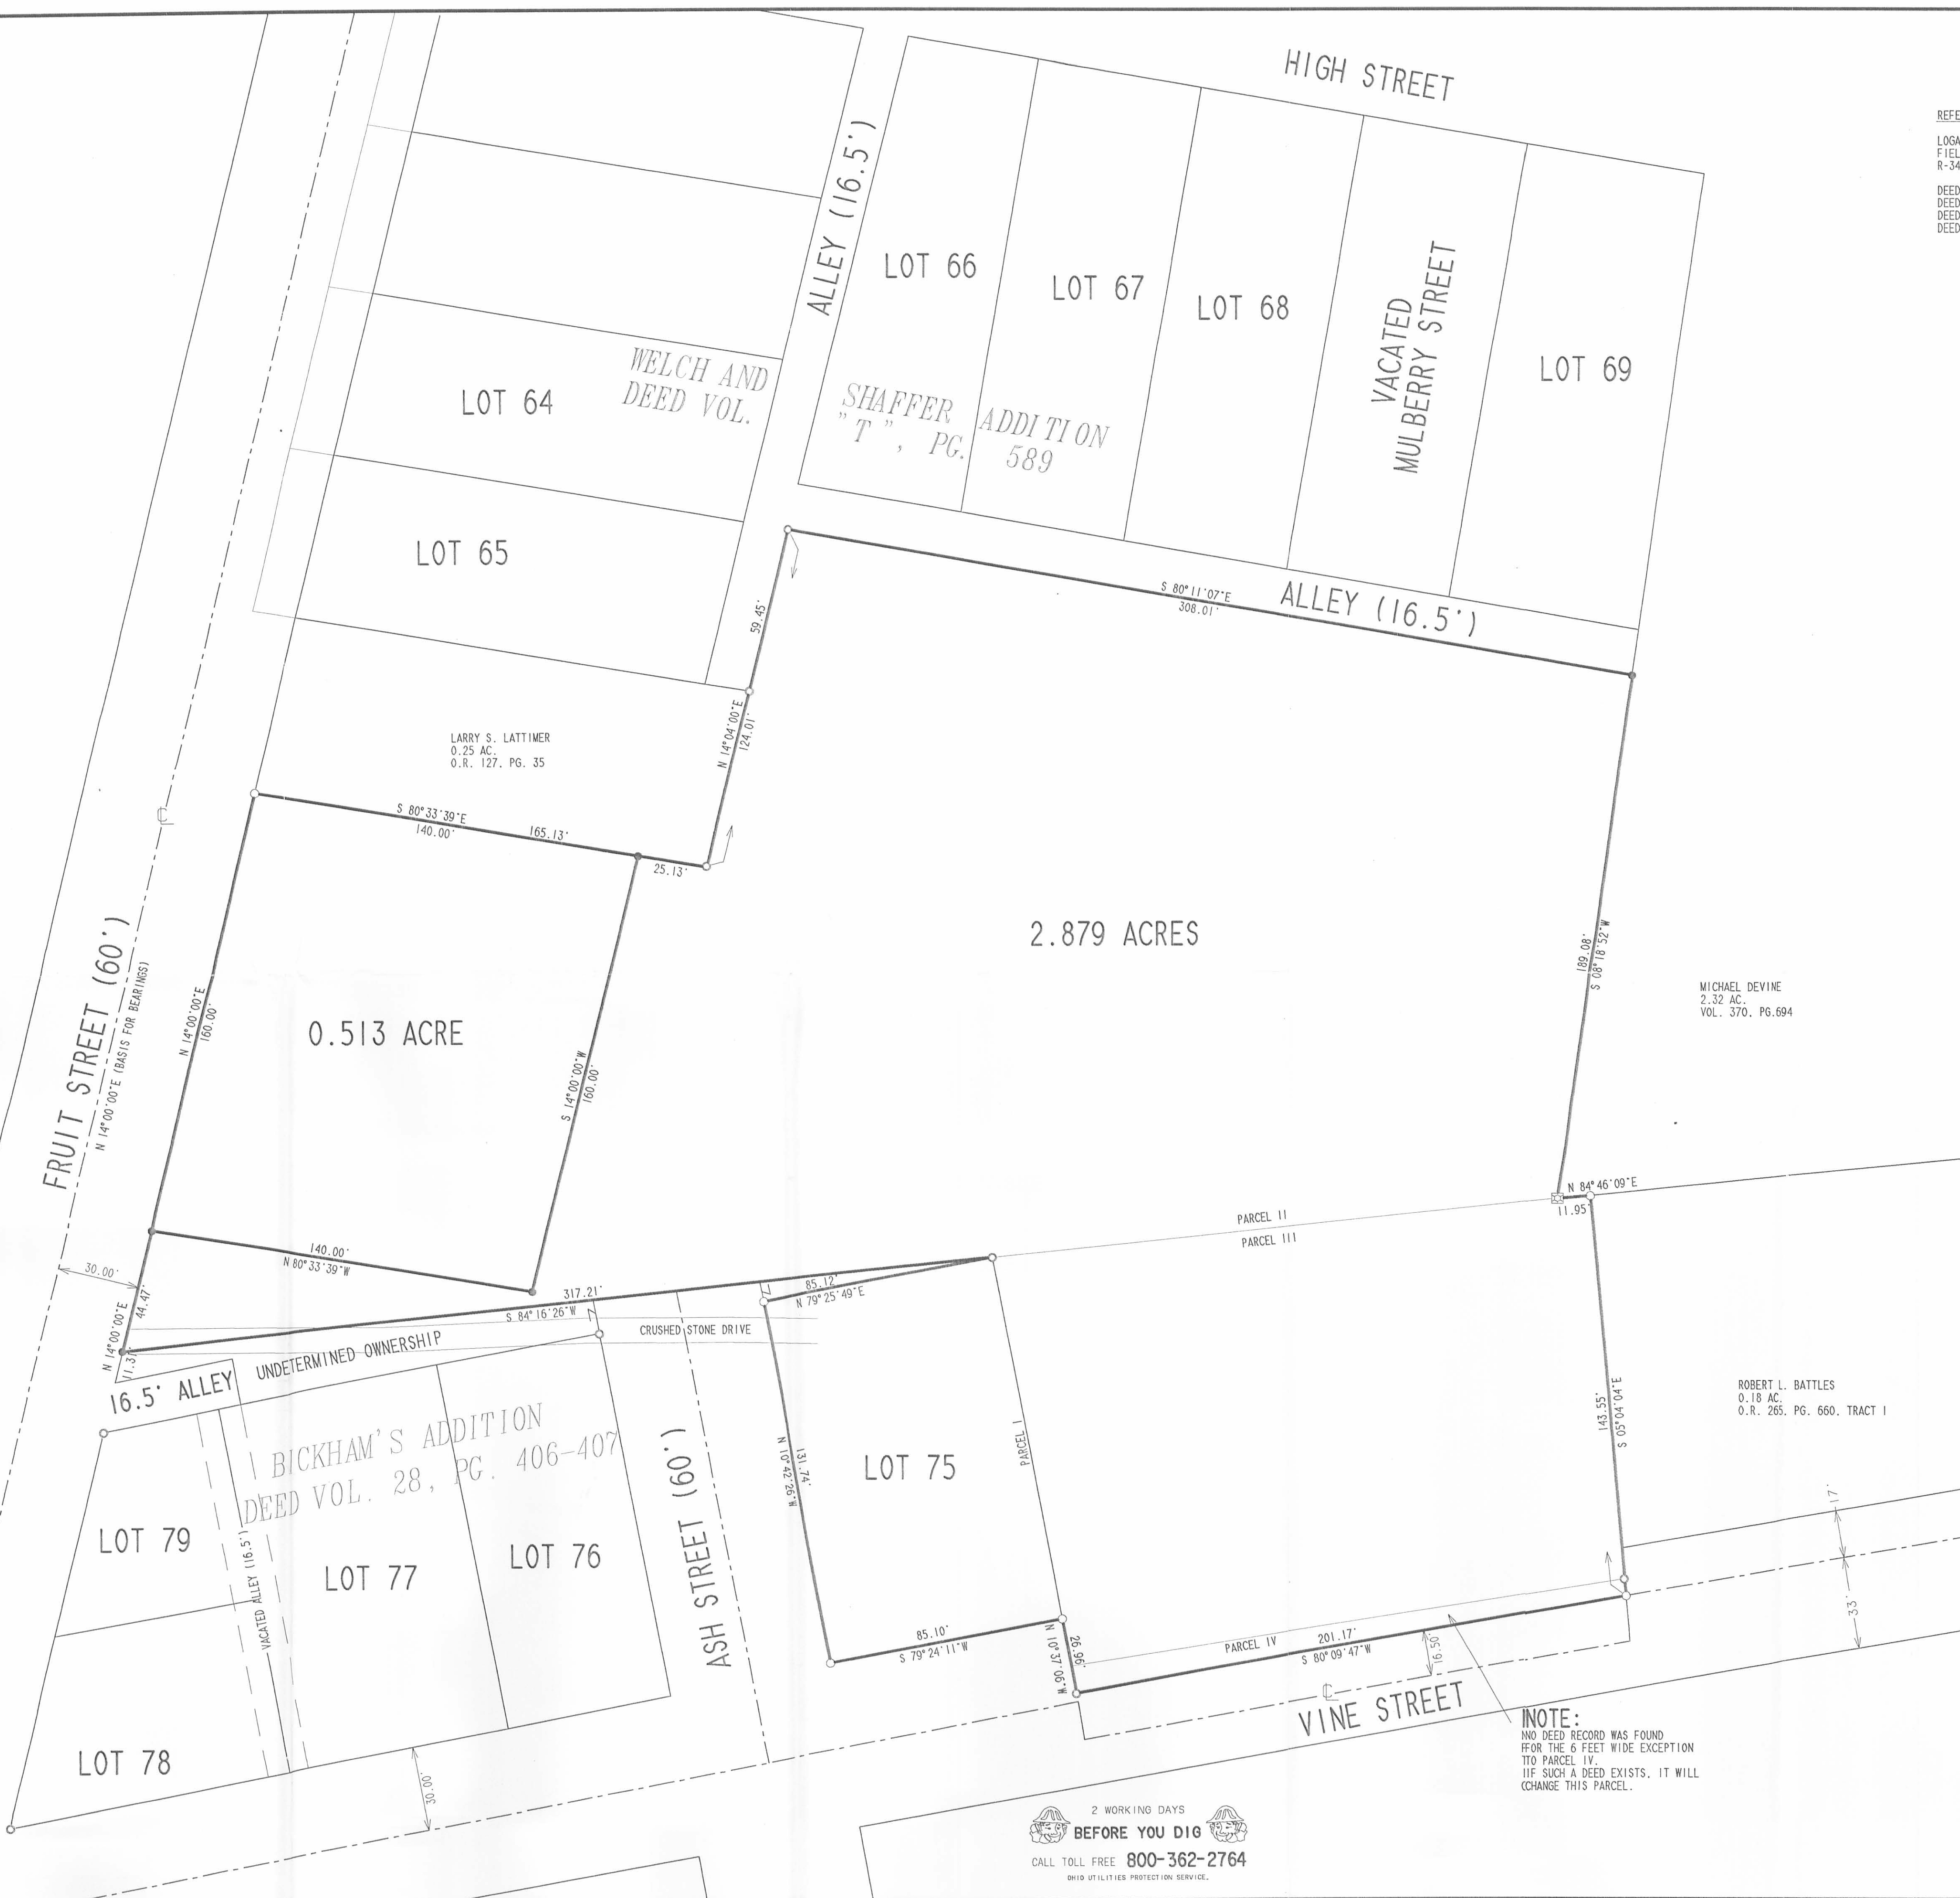 HIGH STREET
REFE
LOGA
FIEL
R-34
DEED
DEED
DEED
DEED
ALLEY (16.5')
LOT 66
LOT 67
LOT 68
VACATED
MULBERRY STREET
LOT 69
WELCH AND
DEED VOL.
SHAFFER ADDITION
"T", PG. 589
LOT 64
LOT 65
59.45'
S 80°11'07"E
308.01'
ALLEY (16.5')
N 14°04'00"E
124.01'
LARRY S. LATTIMER
0.25 AC.
O.R. 127, PG. 35
℄
S 80°33'39"E
140.00'
165.13'
25.13'
2.879 ACRES
189.08'
S 08°18'52"W
MICHAEL DEVINE
2.32 AC.
VOL. 370, PG.694
FRUIT STREET (60')
N 14°00'00"E (BASIS FOR BEARINGS)
N 14°00'00"E
160.00'
0.513 ACRE
S 14°00'00"W
160.00'
N 84°46'09"E
11.95'
PARCEL II
PARCEL III
140.00'
N 80°33'39"W
30.00'
44.47'
N 14°00'00"E
11.31'
317.21'
S 84°16'26"W
85.12'
N 79°25'49"E
CRUSHED STONE DRIVE
UNDETERMINED OWNERSHIP
16.5' ALLEY
BICKHAM'S ADDITION
DEED VOL. 28, PG. 406-407
LOT 79
VACATED ALLEY (16.5')
LOT 77
LOT 76
LOT 78
30.00'
ASH STREET (60')
131.74'
N 10°42'26"W
LOT 75
PARCEL I
85.10'
S 79°24'11"W
26.96'
N 10°37'06"W
143.55'
S 05°04'04"E
ROBERT L. BATTLES
0.18 AC.
O.R. 265, PG. 660, TRACT I
17'
33'
PARCEL IV
201.17'
S 80°09'47"W
16.50'
℄
VINE STREET
NOTE:
NO DEED RECORD WAS FOUND
FOR THE 6 FEET WIDE EXCEPTION
TO PARCEL IV.
IF SUCH A DEED EXISTS, IT WILL
CHANGE THIS PARCEL.
2 WORKING DAYS
BEFORE YOU DIG
CALL TOLL FREE 800-362-2764
OHIO UTILITIES PROTECTION SERVICE.